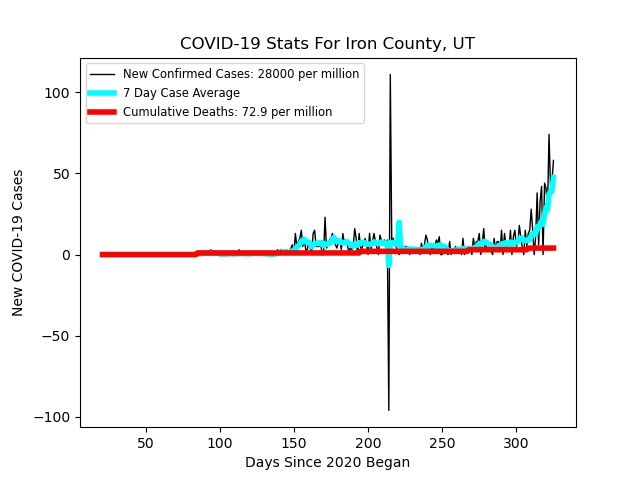 COVID-19 Stats For Iron County, UT
New Confirmed Cases: 28000 per million
7 Day Case Average
Cumulative Deaths: 72.9 per million
100
50
0
−50
−100
New COVID-19 Cases
50 100 150 200 250 300
Days Since 2020 Began